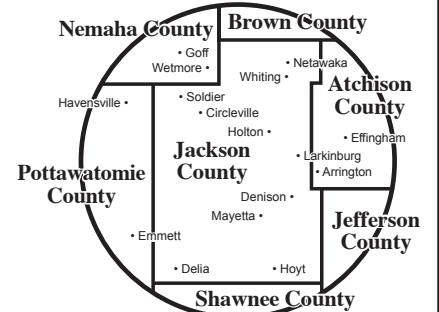 Brown County
Nemaha County
Goff
Wetmore
Netawaka
Whiting
Atchison
County
Havensville
Soldier
Circleville
Holton
Effingham
Jackson
County
Larkinburg
Arrington
Pottawatomie
County
Denison
Mayetta
Jefferson
County
Emmett
Delia
Hoyt
Shawnee County